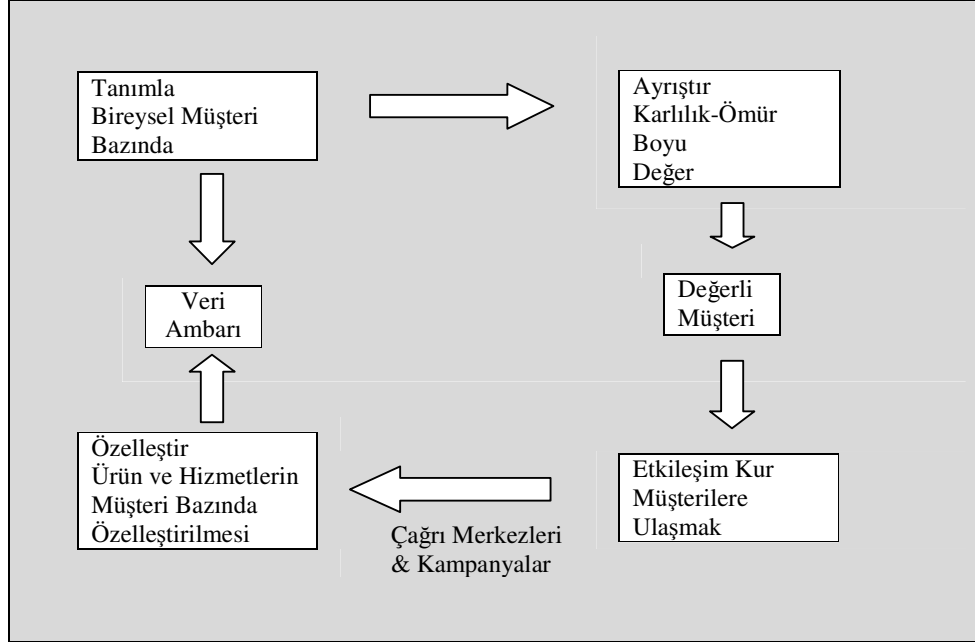 Tanımla
Bireysel Müşteri
Bazında
Ayrıştır
Karlılık-Ömür
Boyu
Değer
Veri
Ambarı
Değerli
Müşteri
Özelleştir
Ürün ve Hizmetlerin
Müşteri Bazında
Özelleştirilmesi
Çağrı Merkezleri
& Kampanyalar
Etkileşim Kur
Müşterilere
Ulaşmak